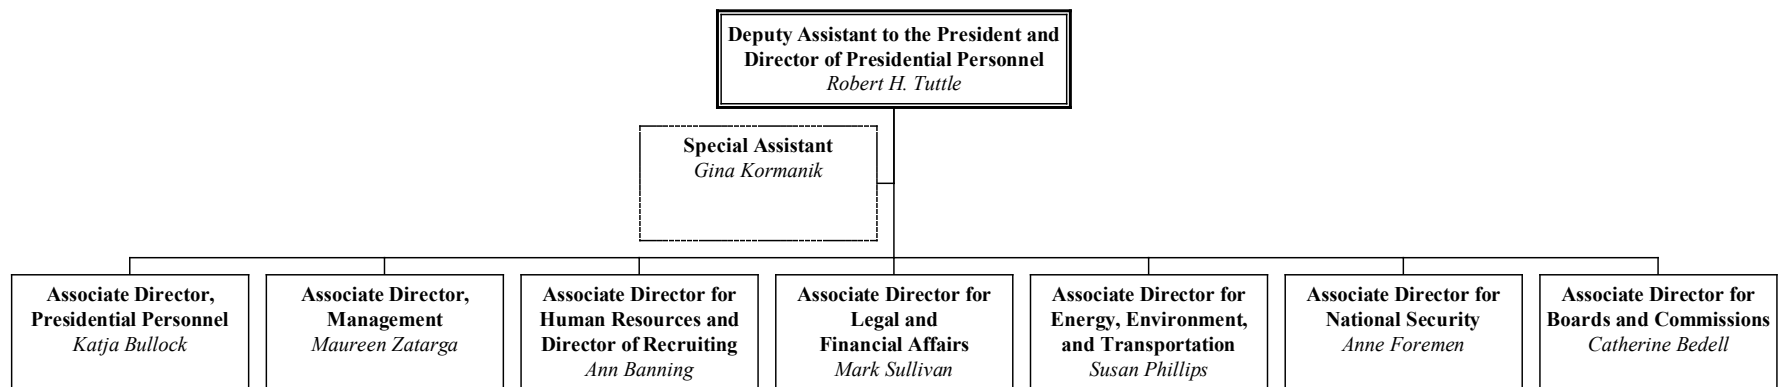 Deputy Assistant to the President and
Director of Presidential Personnel
Robert H. Tuttle
Special Assistant
Gina Kormanik
Associate Director,
Presidential Personnel
Katja Bullock
Associate Director,
Management
Maureen Zatarga
Associate Director for
Human Resources and
Director of Recruiting
Ann Banning
Associate Director for
Legal and
Financial Affairs
Mark Sullivan
Associate Director for
Energy, Environment,
and Transportation
Susan Phillips
Associate Director for
National Security
Anne Foremen
Associate Director for
Boards and Commissions
Catherine Bedell